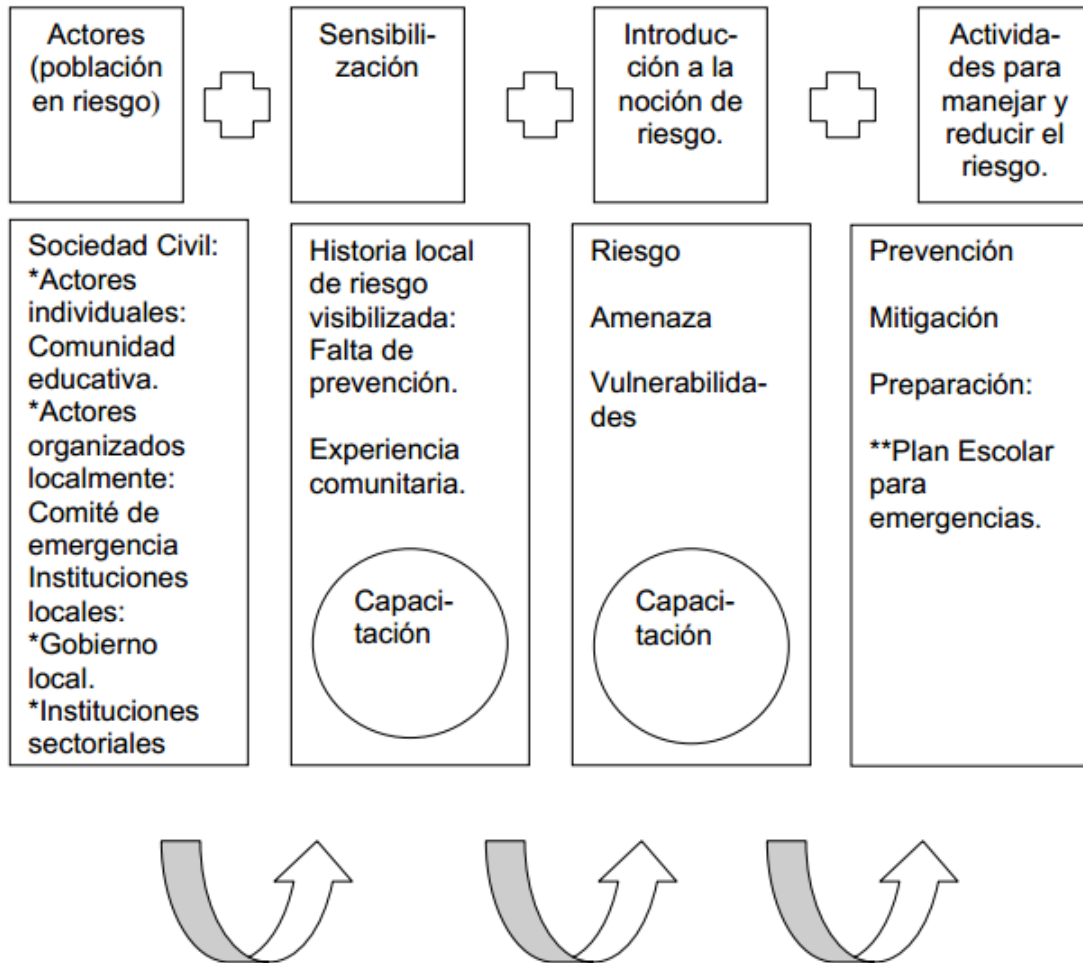 Actores
(población
en riesgo)
Sensibili-
zación
Introduc-
ción a la
noción de
riesgo.
Activida-
des para
manejar y
reducir el
riesgo.
Sociedad Civil:
*Actores
individuales:
Comunidad
educativa.
*Actores
organizados
localmente:
Comité de
emergencia
Instituciones
locales:
*Gobierno
local.
*Instituciones
sectoriales
Historia local
de riesgo
visibilizada:
Falta de
prevención.
Experiencia
comunitaria.
Capaci-
tación
Riesgo
Amenaza
Vulnerabilida-
des
Capaci-
tación
Prevención
Mitigación
Preparación:
**Plan Escolar
para
emergencias.